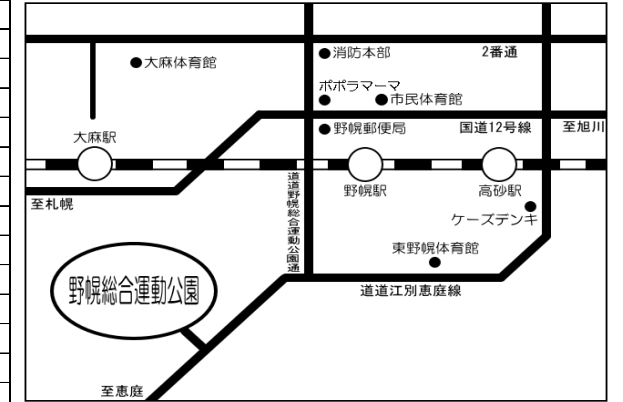 消防本部
2番通
大麻体育館
ポポラマーマ
市民体育館
野幌郵便局
国道12号線
至旭川
大麻駅
野幌駅
高砂駅
至札幌
道道野幌総合運動公園通
ケーズデンキ
東野幌体育館
野幌総合運動公園
道道江別恵庭線
至恵庭